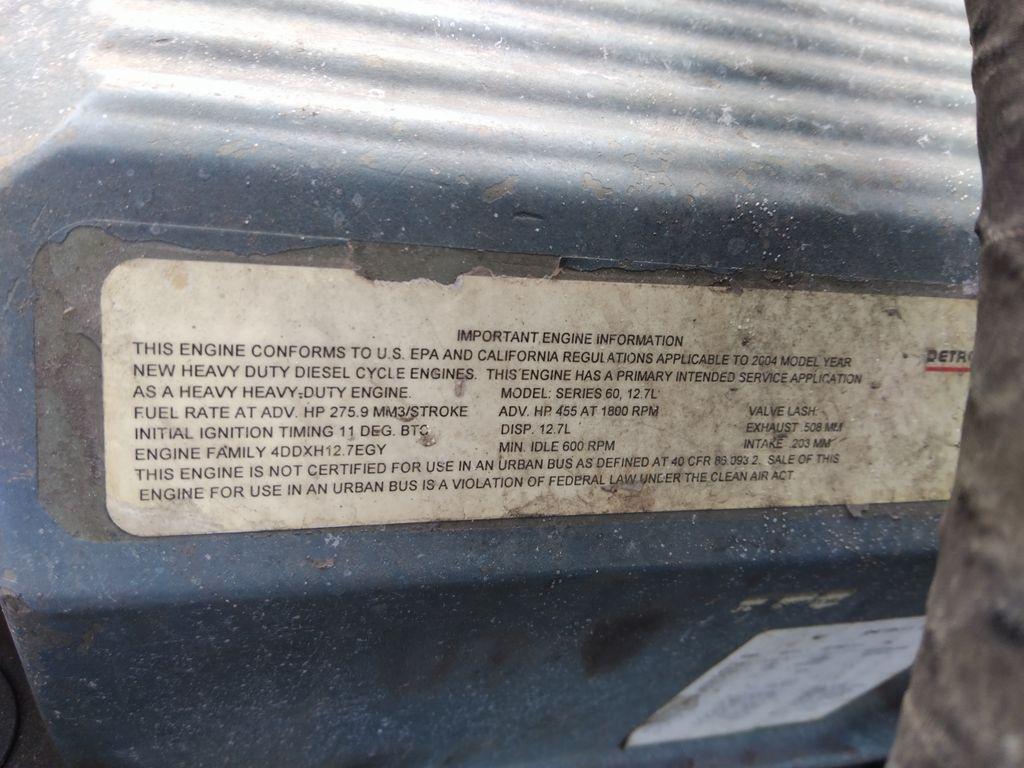 IMPORTANT ENGINE INFORMATION
THIS ENGINE CONFORMS TO U.S. EPA AND CALIFORNIA REGULATIONS APPLICABLE TO 2004 MODEL YEAR
NEW HEAVY DUTY DIESEL CYCLE ENGINES. THIS ENGINE HAS A PRIMARY INTENDED SERVICE APPLICATION
AS A HEAVY HEAVY-DUTY ENGINE. MODEL: SERIES 60, 12.7L
FUEL RATE AT ADV. HP 275.9 MM3/STROKE ADV. HP 455 AT 1800 RPM VALVE LASH:
INITIAL IGNITION TIMING 11 DEG. BTC DISP. 12.7L EXHAUST .508 MM
ENGINE FAMILY 4DDXH12.7EGY MIN. IDLE 600 RPM INTAKE .203 MM
THIS ENGINE IS NOT CERTIFIED FOR USE IN AN URBAN BUS AS DEFINED AT 40 CFR 86.093 2. SALE OF THIS
ENGINE FOR USE IN AN URBAN BUS IS A VIOLATION OF FEDERAL LAW UNDER THE CLEAN AIR ACT.
DETR